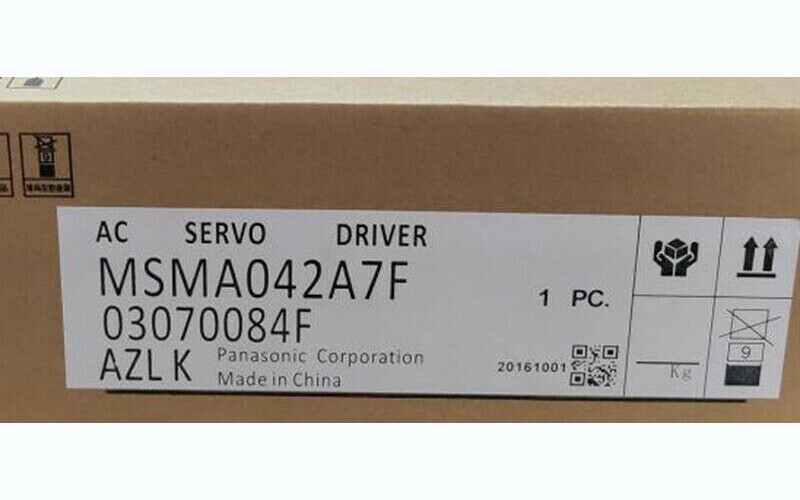 AC SERVO DRIVER
MSMA042A7F
1 PC.
03070084F
AZL K
Panasonic Corporation
Made in China
20161001
Kg
9